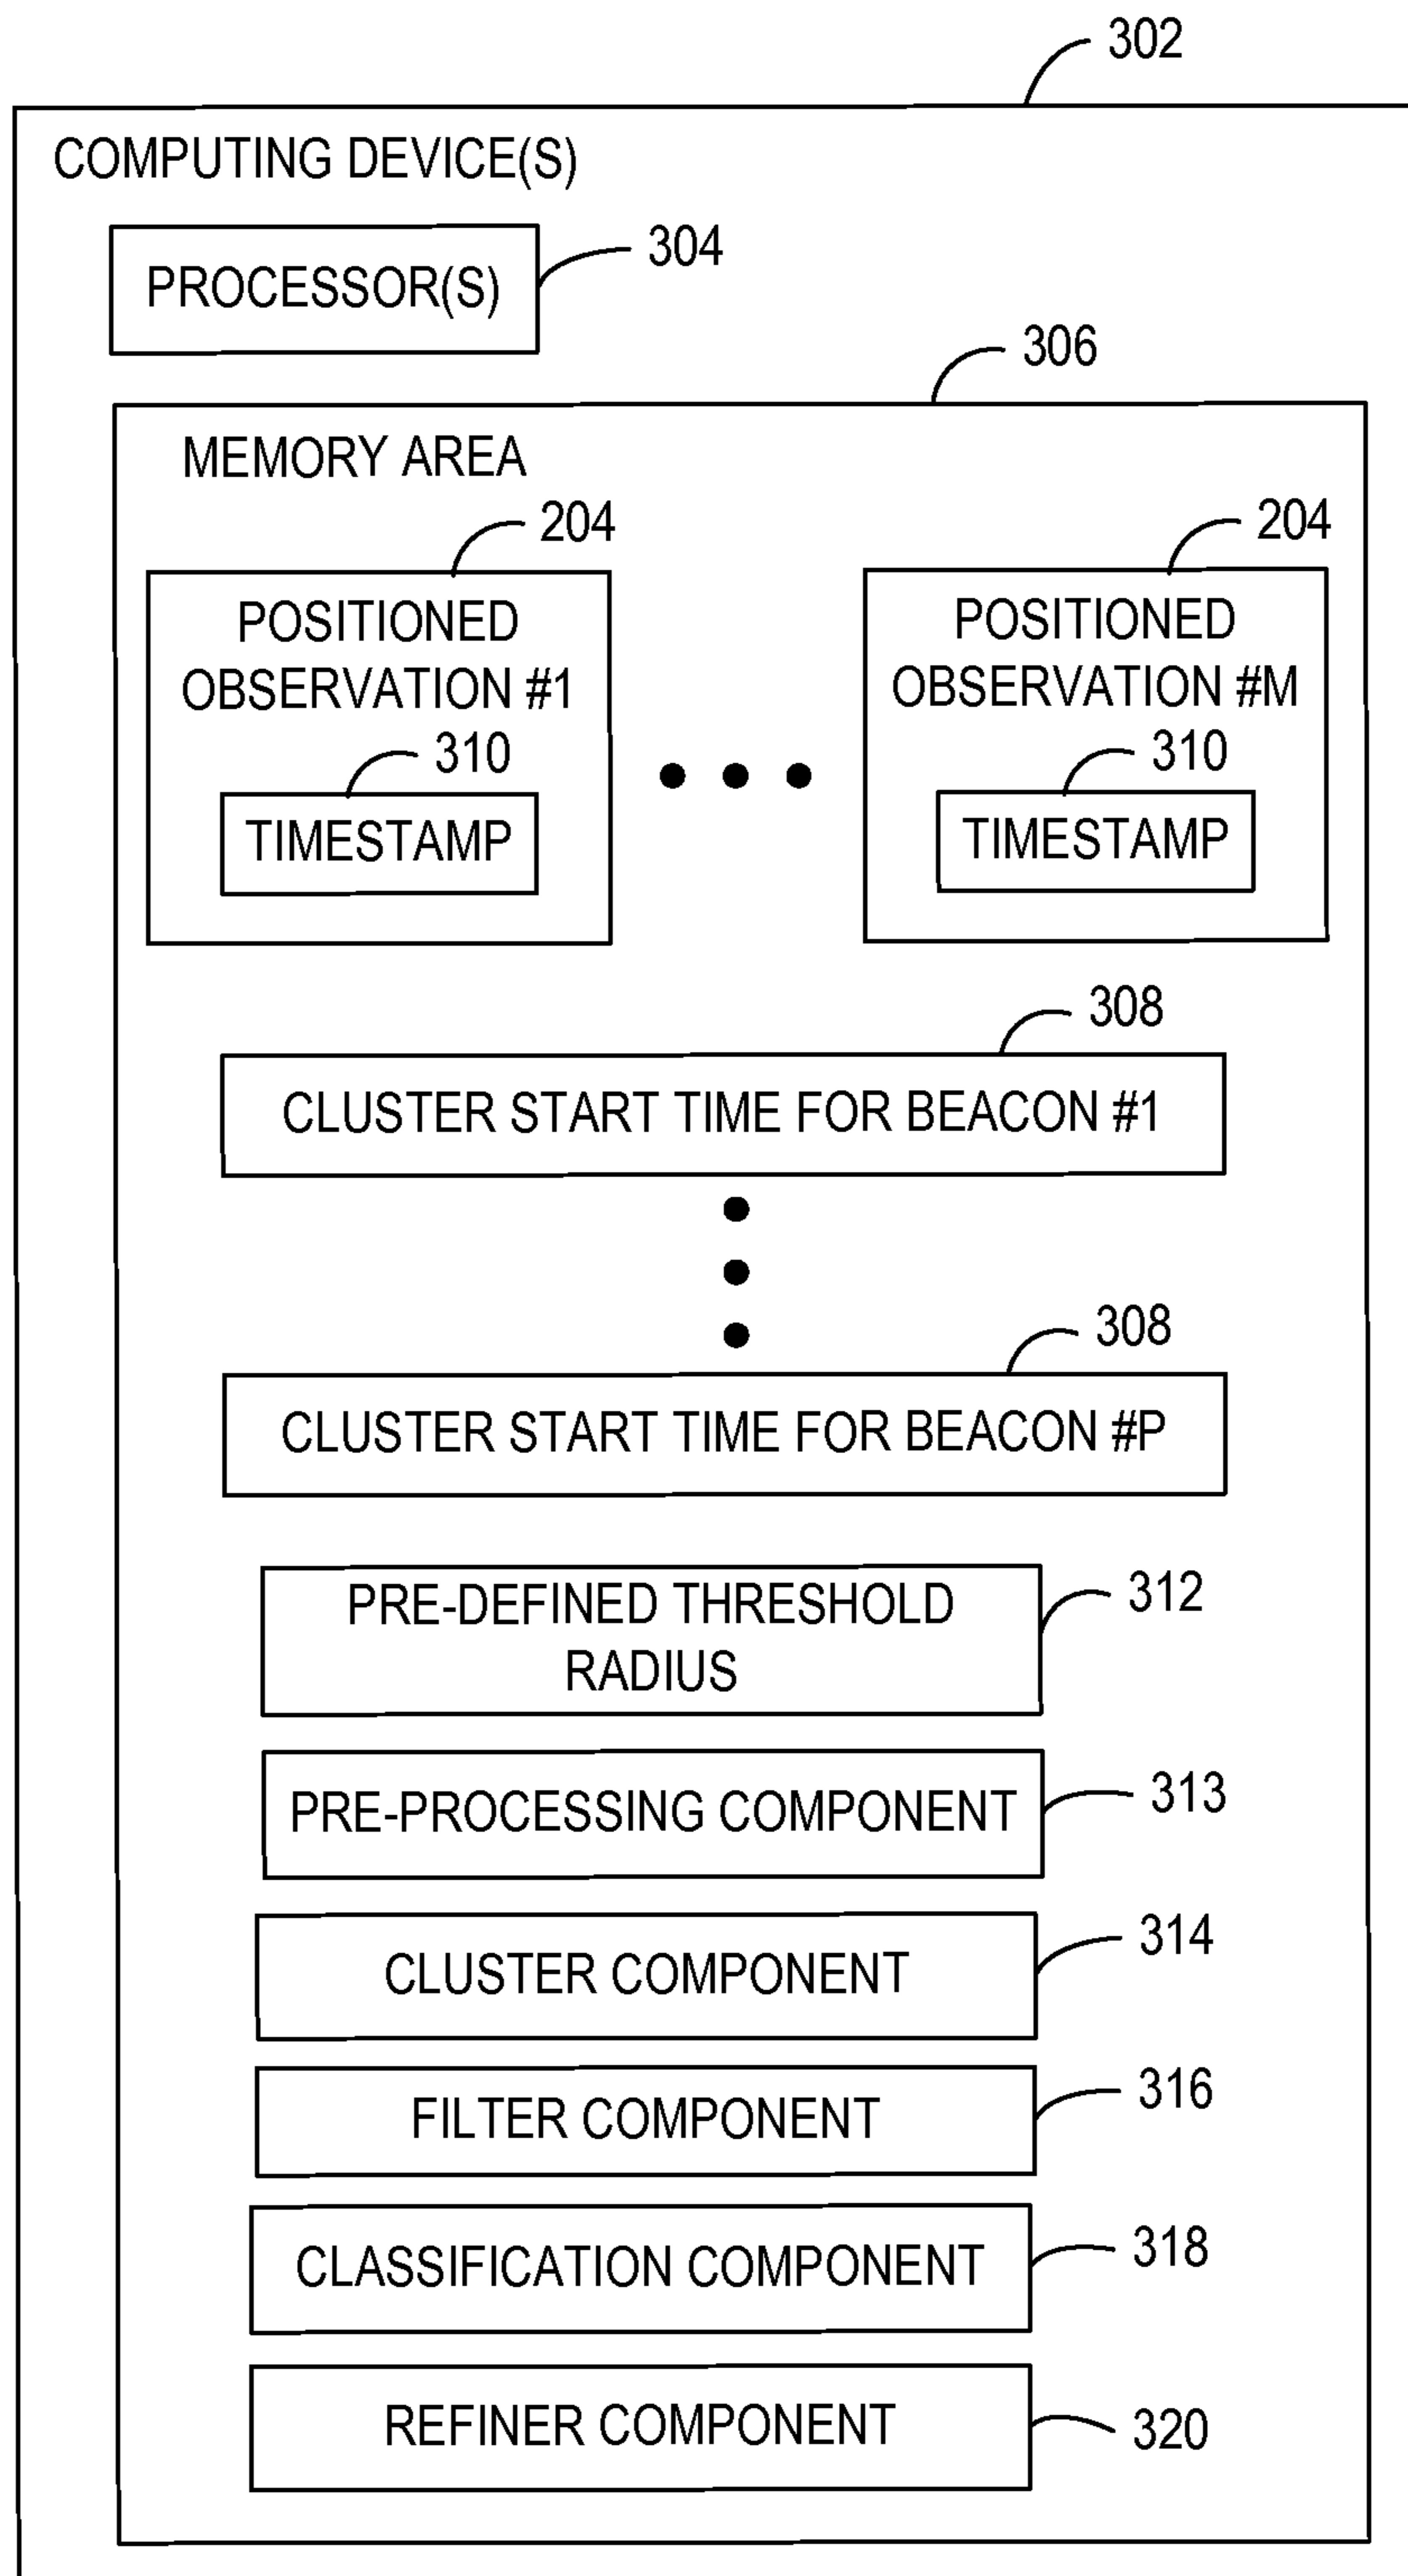 302
COMPUTING DEVICE(S)
304
PROCESSOR(S)
306
MEMORY AREA
204
204
POSITIONED
OBSERVATION #1
POSITIONED
OBSERVATION #M
310
310
TIMESTAMP
TIMESTAMP
308
CLUSTER START TIME FOR BEACON #1
308
CLUSTER START TIME FOR BEACON #P
312
PRE-DEFINED THRESHOLD
RADIUS
313
PRE-PROCESSING COMPONENT
314
CLUSTER COMPONENT
316
FILTER COMPONENT
318
CLASSIFICATION COMPONENT
REFINER COMPONENT
320